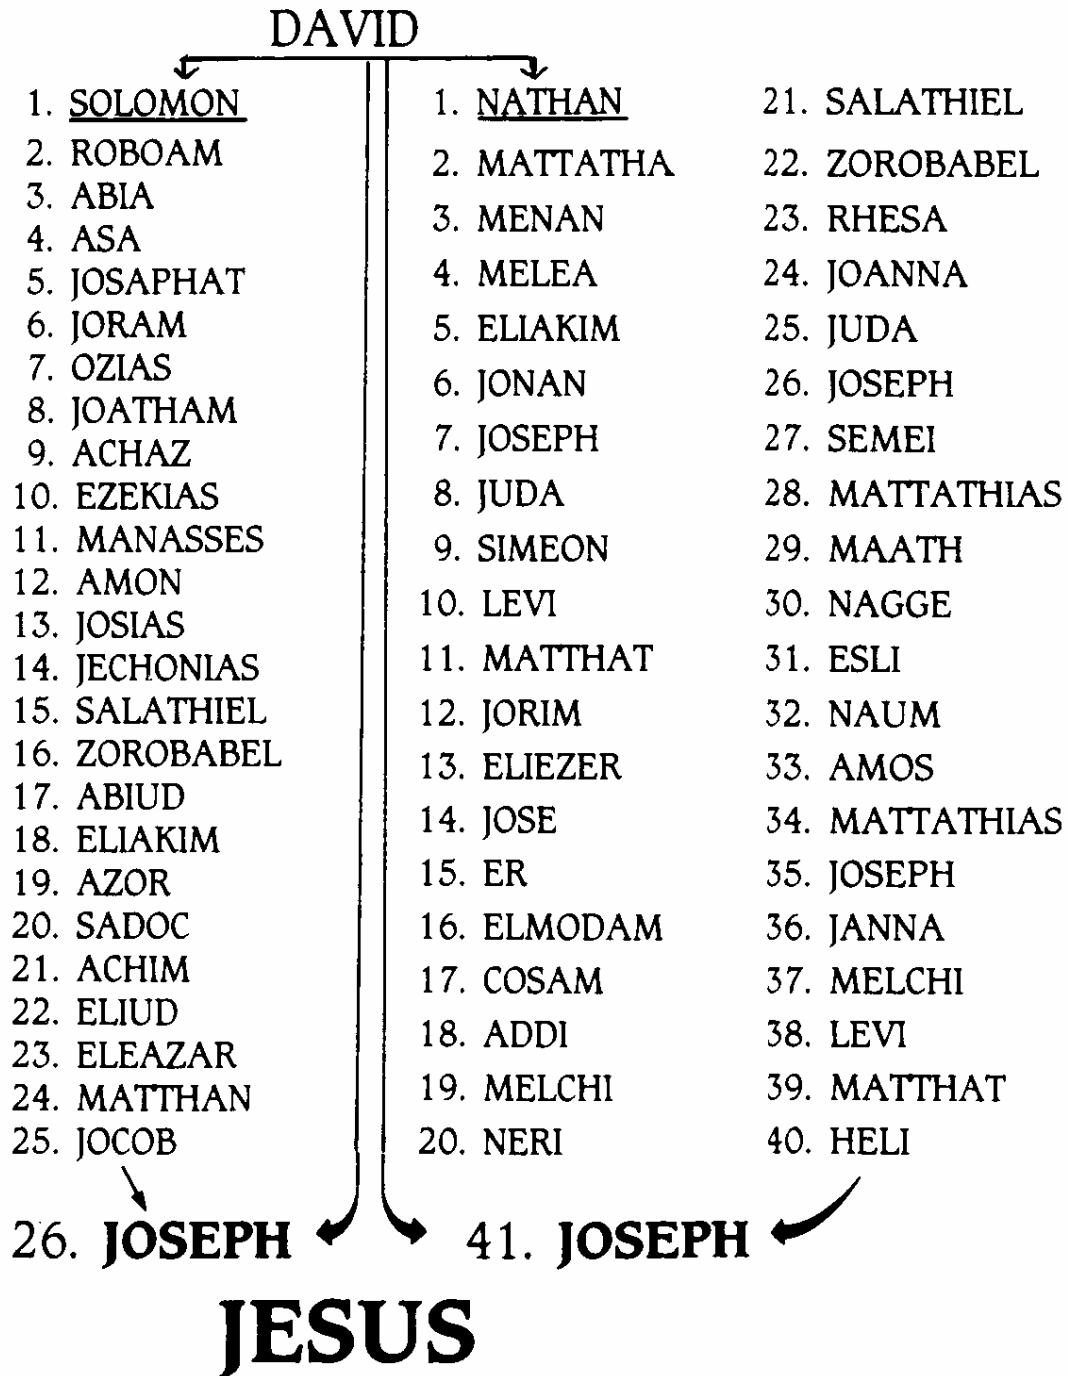 DAVID
1. SOLOMON
2. ROBOAM
3. ABIA
4. ASA
5. JOSAPHAT
6. JORAM
7. OZIAS
8. JOATHAM
9. ACHAZ
10. EZEKIAS
11. MANASSES
12. AMON
13. JOSIAS
14. JECHONIAS
15. SALATHIEL
16. ZOROBABEL
17. ABIUD
18. ELIAKIM
19. AZOR
20. SADOC
21. ACHIM
22. ELIUD
23. ELEAZAR
24. MATTHAN
25. JOCOB
26. JOSEPH
1. NATHAN
2. MATTATHA
3. MENAN
4. MELEA
5. ELIAKIM
6. JONAN
7. JOSEPH
8. JUDA
9. SIMEON
10. LEVI
11. MATTHAT
12. JORIM
13. ELIEZER
14. JOSE
15. ER
16. ELMODAM
17. COSAM
18. ADDI
19. MELCHI
20. NERI
21. SALATHIEL
22. ZOROBABEL
23. RHESA
24. JOANNA
25. JUDA
26. JOSEPH
27. SEMEI
28. MATTATHIAS
29. MAATH
30. NAGGE
31. ESLI
32. NAUM
33. AMOS
34. MATTATHIAS
35. JOSEPH
36. JANNA
37. MELCHI
38. LEVI
39. MATTHAT
40. HELI
41. JOSEPH
JESUS